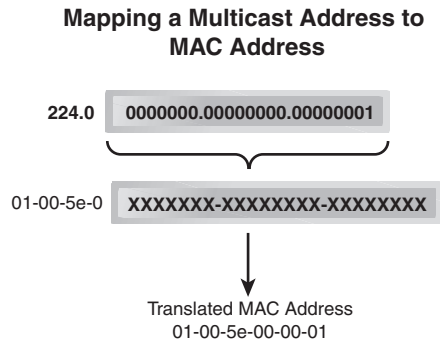 Mapping a Multicast Address to
MAC Address
224.0 0000000.00000000.00000001
01-00-5e-0 XXXXXXX-XXXXXXXX-XXXXXXXX
Translated MAC Address
01-00-5e-00-00-01